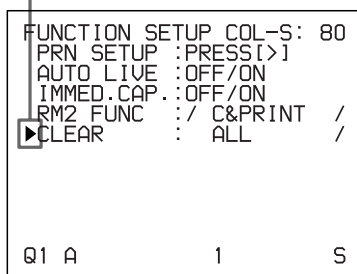 FUNCTION SETUP COL-S: 80
PRN SETUP :PRESS[>]
AUTO LIVE :OFF/ON
IMMED.CAP.:OFF/ON
RM2 FUNC :/ C&PRINT /
▶CLEAR : ALL /
Q1 A 1 S